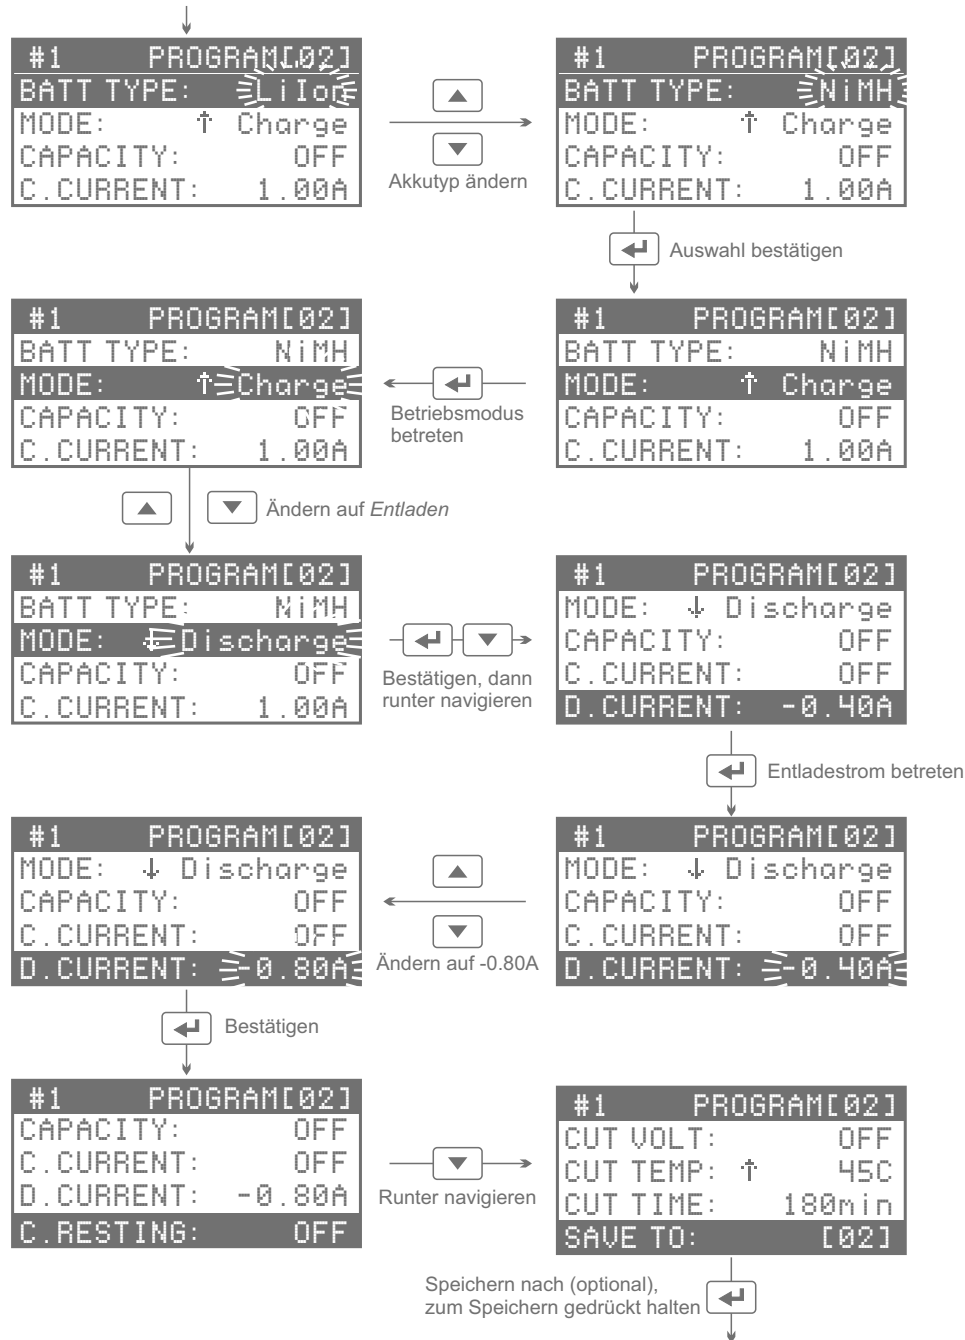 #1 PROGRAM[02]
BATT TYPE: LiIon
MODE: ↑ Charge
CAPACITY: OFF
C.CURRENT: 1.00A
Akkutyp ändern
#1 PROGRAM[02]
BATT TYPE: NiMH
MODE: ↑ Charge
CAPACITY: OFF
C.CURRENT: 1.00A
Auswahl bestätigen
#1 PROGRAM[02]
BATT TYPE: NiMH
MODE: ↑ Charge
CAPACITY: OFF
C.CURRENT: 1.00A
Betriebsmodus
betreten
#1 PROGRAM[02]
BATT TYPE: NiMH
MODE: ↑ Charge
CAPACITY: OFF
C.CURRENT: 1.00A
Ändern auf Entladen
#1 PROGRAM[02]
BATT TYPE: NiMH
MODE: ↓ Discharge
CAPACITY: OFF
C.CURRENT: 1.00A
Bestätigen, dann
runter navigieren
#1 PROGRAM[02]
MODE: ↓ Discharge
CAPACITY: OFF
C.CURRENT: OFF
D.CURRENT: -0.40A
Entladestrom betreten
#1 PROGRAM[02]
MODE: ↓ Discharge
CAPACITY: OFF
C.CURRENT: OFF
D.CURRENT: -0.40A
Ändern auf -0.80A
#1 PROGRAM[02]
MODE: ↓ Discharge
CAPACITY: OFF
C.CURRENT: OFF
D.CURRENT: -0.80A
Bestätigen
#1 PROGRAM[02]
CAPACITY: OFF
C.CURRENT: OFF
D.CURRENT: -0.80A
C.RESTING: OFF
Runter navigieren
#1 PROGRAM[02]
CUT VOLT: OFF
CUT TEMP: ↑ 45C
CUT TIME: 180min
SAVE TO: [02]
Speichern nach (optional),
zum Speichern gedrückt halten